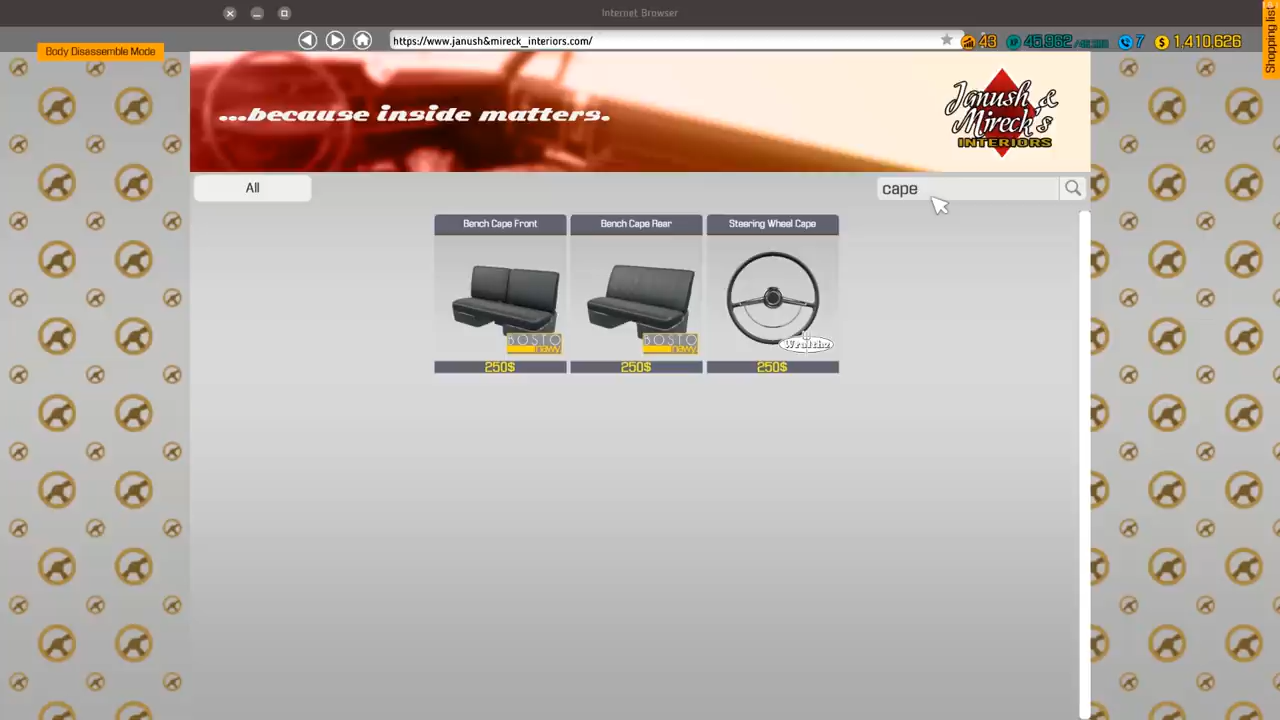 Internet Browser
Body Disassemble Mode
https://www.janush&mireck_interiors.com/
43
7
1,410,626
Shopping list
...because inside matters.
Janush &
Mireck's
INTERIORS
All
cape
Bench Cape Front
Bench Cape Rear
Steering Wheel Cape
BOSTO
newy
BOSTO
newy
250$
250$
250$